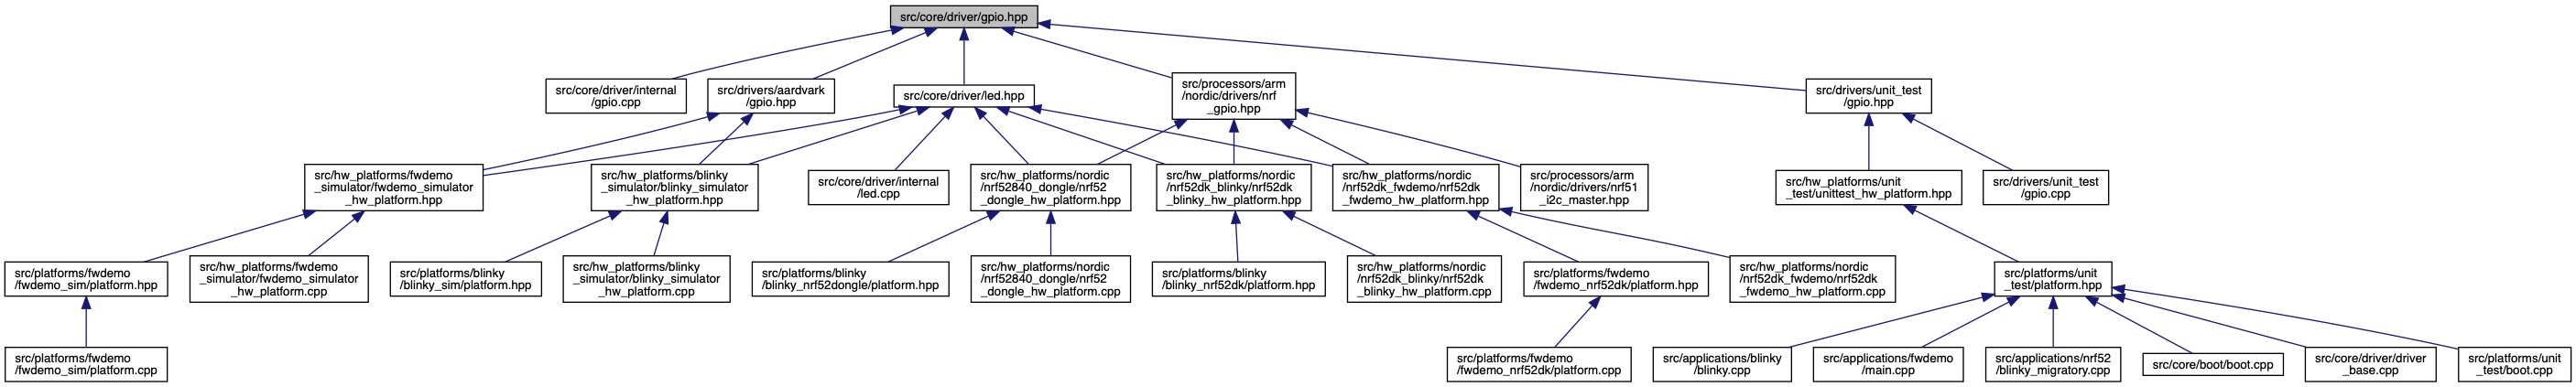 src/core/driver/gpio.hpp
src/core/driver/internal
/gpio.cpp
src/drivers/aardvark
/gpio.hpp
src/core/driver/led.hpp
src/processors/arm
/nordic/drivers/nrf
_gpio.hpp
src/drivers/unit_test
/gpio.hpp
src/hw_platforms/fwdemo
_simulator/fwdemo_simulator
_hw_platform.hpp
src/hw_platforms/blinky
_simulator/blinky_simulator
_hw_platform.hpp
src/core/driver/internal
/led.cpp
src/hw_platforms/nordic
/nrf52840_dongle/nrf52
_dongle_hw_platform.hpp
src/hw_platforms/nordic
/nrf52dk_blinky/nrf52dk
_blinky_hw_platform.hpp
src/hw_platforms/nordic
/nrf52dk_fwdemo/nrf52dk
_fwdemo_hw_platform.hpp
src/processors/arm
/nordic/drivers/nrf51
_i2c_master.hpp
src/hw_platforms/unit
_test/unittest_hw_platform.hpp
src/drivers/unit_test
/gpio.cpp
src/platforms/fwdemo
/fwdemo_sim/platform.hpp
src/hw_platforms/fwdemo
_simulator/fwdemo_simulator
_hw_platform.cpp
src/platforms/blinky
/blinky_sim/platform.hpp
src/hw_platforms/blinky
_simulator/blinky_simulator
_hw_platform.cpp
src/platforms/blinky
/blinky_nrf52dongle/platform.hpp
src/hw_platforms/nordic
/nrf52840_dongle/nrf52
_dongle_hw_platform.cpp
src/platforms/blinky
/blinky_nrf52dk/platform.hpp
src/hw_platforms/nordic
/nrf52dk_blinky/nrf52dk
_blinky_hw_platform.cpp
src/platforms/fwdemo
/fwdemo_nrf52dk/platform.hpp
src/hw_platforms/nordic
/nrf52dk_fwdemo/nrf52dk
_fwdemo_hw_platform.cpp
src/platforms/unit
_test/platform.hpp
src/platforms/fwdemo
/fwdemo_sim/platform.cpp
src/platforms/fwdemo
/fwdemo_nrf52dk/platform.cpp
src/applications/blinky
/blinky.cpp
src/applications/fwdemo
/main.cpp
src/applications/nrf52
/blinky_migratory.cpp
src/core/boot/boot.cpp
src/core/driver/driver
_base.cpp
src/platforms/unit
_test/boot.cpp